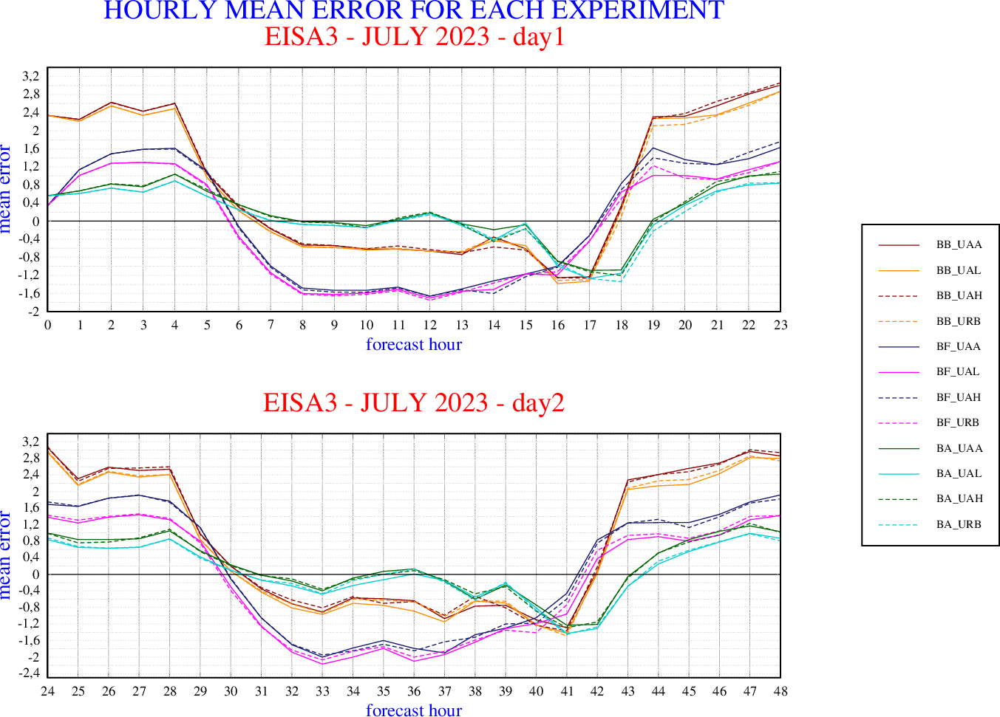 HOURLY MEAN ERROR FOR EACH EXPERIMENT
EISA3 - JULY 2023 - day1
mean error
3,2
2,8
2,4
2
1,6
1,2
0,8
0,4
0
-0,4
-0,8
-1,2
-1,6
-2
0 1 2 3 4 5 6 7 8 9 10 11 12 13 14 15 16 17 18 19 20 21 22 23
forecast hour
EISA3 - JULY 2023 - day2
mean error
3,2
2,8
2,4
2
1,6
1,2
0,8
0,4
0
-0,4
-0,8
-1,2
-1,6
-2
-2,4
24 25 26 27 28 29 30 31 32 33 34 35 36 37 38 39 40 41 42 43 44 45 46 47 48
forecast hour
BB_UAA
BB_UAL
BB_UAH
BB_URB
BF_UAA
BF_UAL
BF_UAH
BF_URB
BA_UAA
BA_UAL
BA_UAH
BA_URB